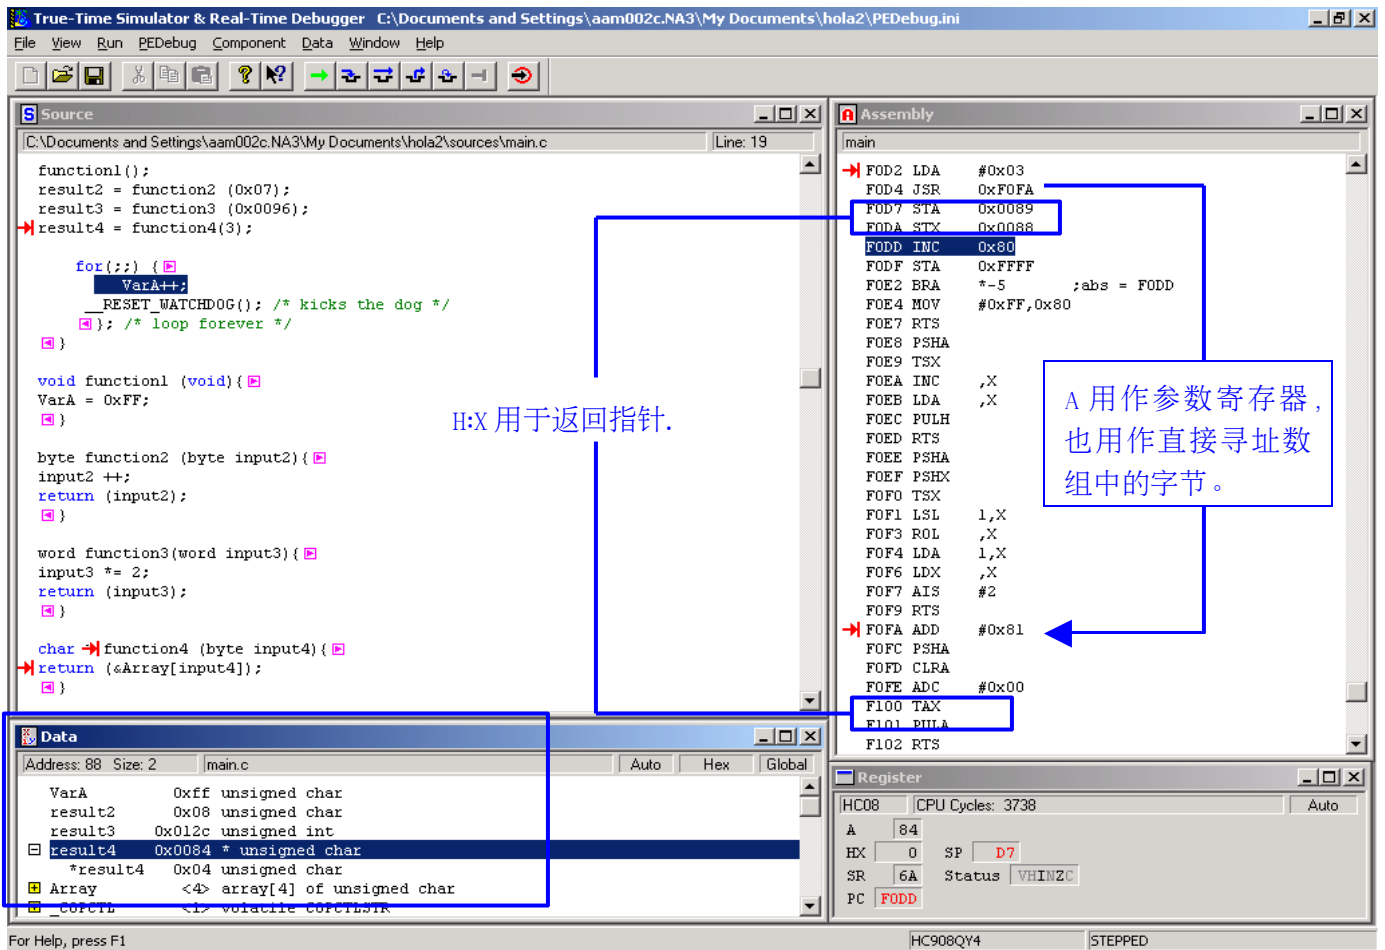 True-Time Simulator & Real-Time Debugger C:\Documents and Settings\aam002c.NA3\My Documents\hola2\PEDebug.ini
File View Run PEDebug Component Data Window Help
Source
C:\Documents and Settings\aam002c.NA3\My Documents\hola2\sources\main.c Line: 19
function1();
result2 = function2 (0x07);
result3 = function3 (0x0096);
result4 = function4(3);
for(;;) {
VarA++;
__RESET_WATCHDOG(); /* kicks the dog */
}; /* loop forever */
}
void function1 (void){
VarA = 0xFF;
}
byte function2 (byte input2){
input2 ++;
return (input2);
}
word function3(word input3){
input3 *= 2;
return (input3);
}
char * function4 (byte input4){
return (&Array[input4]);
}
H:X 用于返回指针.
Assembly
main
F0D2 LDA #0x03
F0D4 JSR 0xF0FA
F0D7 STA 0x0089
F0DA STX 0x0088
F0DD INC 0x80
F0DF STA 0xFFFF
F0E2 BRA *-5 ;abs = F0DD
F0E4 MOV #0xFF,0x80
F0E7 RTS
F0E8 PSHA
F0E9 TSX
F0EA INC ,X
F0EB LDA ,X
F0EC PULH
F0ED RTS
F0EE PSHA
F0EF PSHX
F0F0 TSX
F0F1 LSL 1,X
F0F3 ROL ,X
F0F4 LDA 1,X
F0F6 LDX ,X
F0F7 AIS #2
F0F9 RTS
F0FA ADD #0x81
F0FC PSHA
F0FD CLRA
F0FE ADC #0x00
F100 TAX
F101 PULA
F102 RTS
A 用作参数寄存器,
也用作直接寻址数
组中的字节。
Data
Address: 88 Size: 2 main.c Auto Hex Global
VarA 0xff unsigned char
result2 0x08 unsigned char
result3 0x012c unsigned int
result4 0x0084 * unsigned char
*result4 0x04 unsigned char
Array <4> array[4] of unsigned char
_COPCTL <1> volatile COPCTLSTR
Register
HC08 CPU Cycles: 3738 Auto
A 84
HX 0 SP D7
SR 6A Status VHINZC
PC F0DD
For Help, press F1 HC908QY4 STEPPED